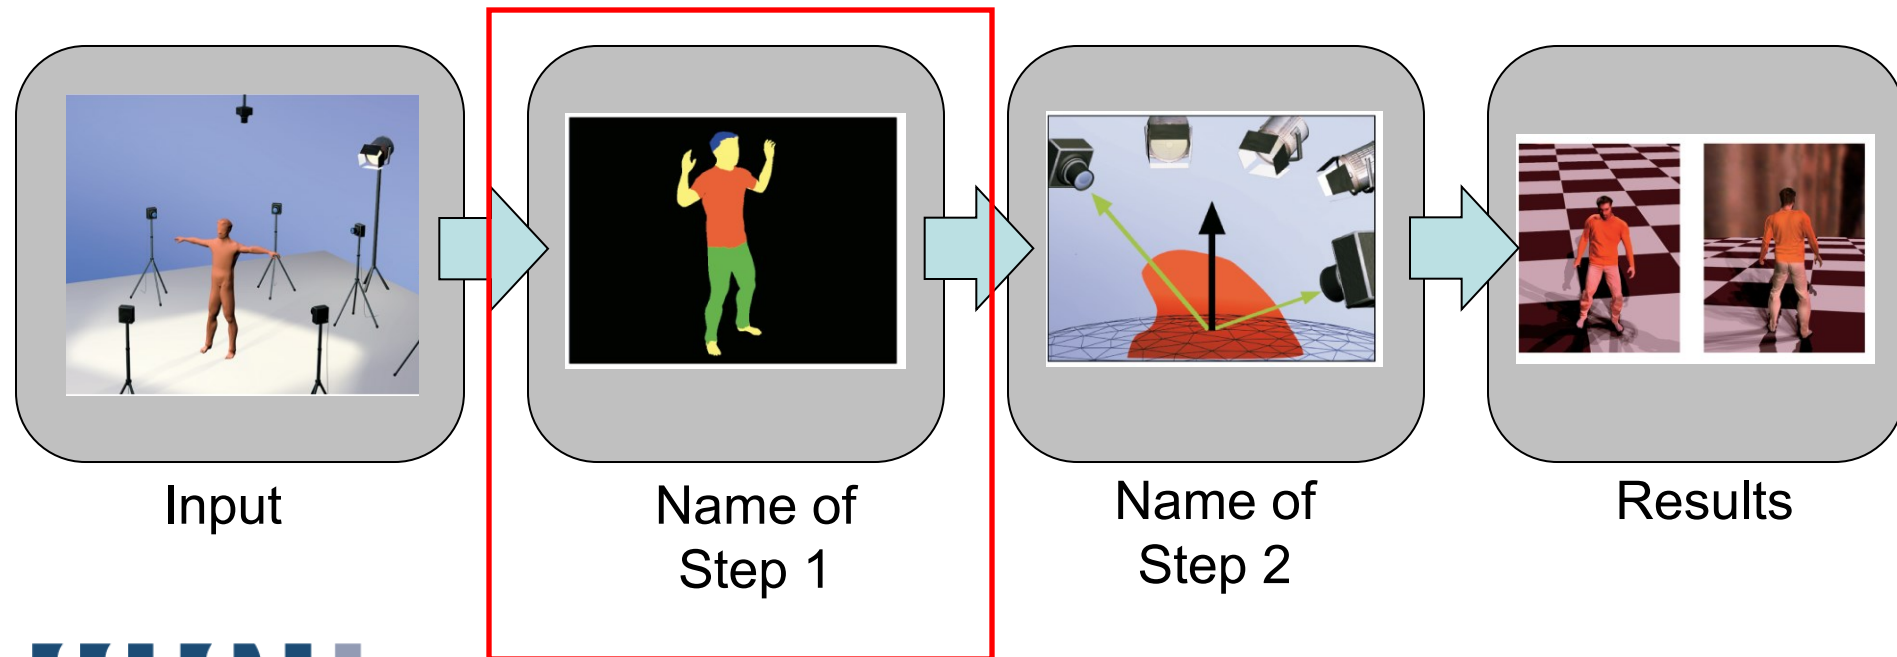 Input
Name of
Step 1
Name of
Step 2
Results